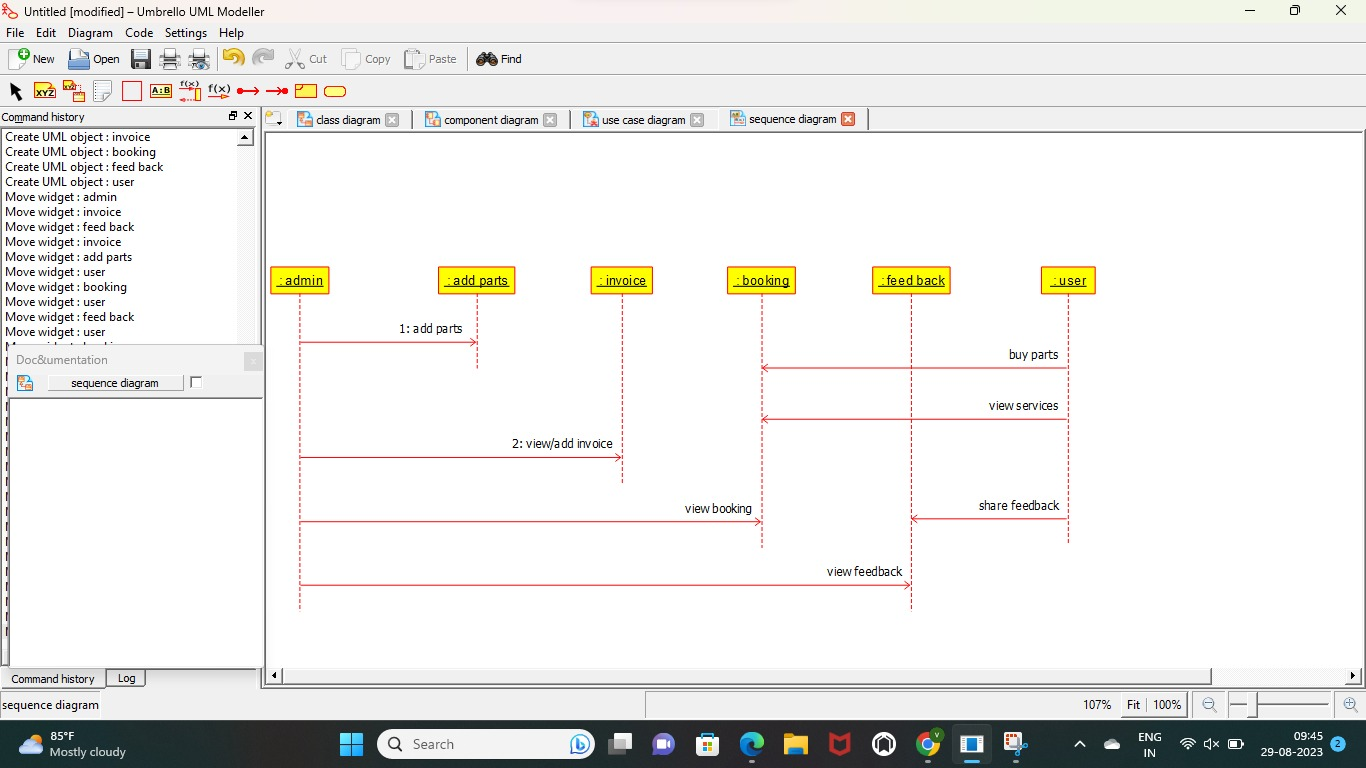 Untitled [modified] – Umbrello UML Modeller
File Edit Diagram Code Settings Help
New Open Cut Copy Paste Find
XYZ XYZ A:B f(x) f(x)
Command history
class diagram component diagram use case diagram sequence diagram
Create UML object : invoice
Create UML object : booking
Create UML object : feed back
Create UML object : user
Move widget : admin
Move widget : invoice
Move widget : feed back
Move widget : invoice
Move widget : add parts
Move widget : user
Move widget : booking
Move widget : user
Move widget : feed back
Move widget : user
Doc&umentation
sequence diagram
: admin : add parts : invoice : booking : feed back : user
1: add parts
buy parts
view services
2: view/add invoice
view booking
share feedback
view feedback
Command history Log
sequence diagram
107% Fit 100%
85°F
Mostly cloudy
Search
ENG
IN
09:45
29-08-2023
2